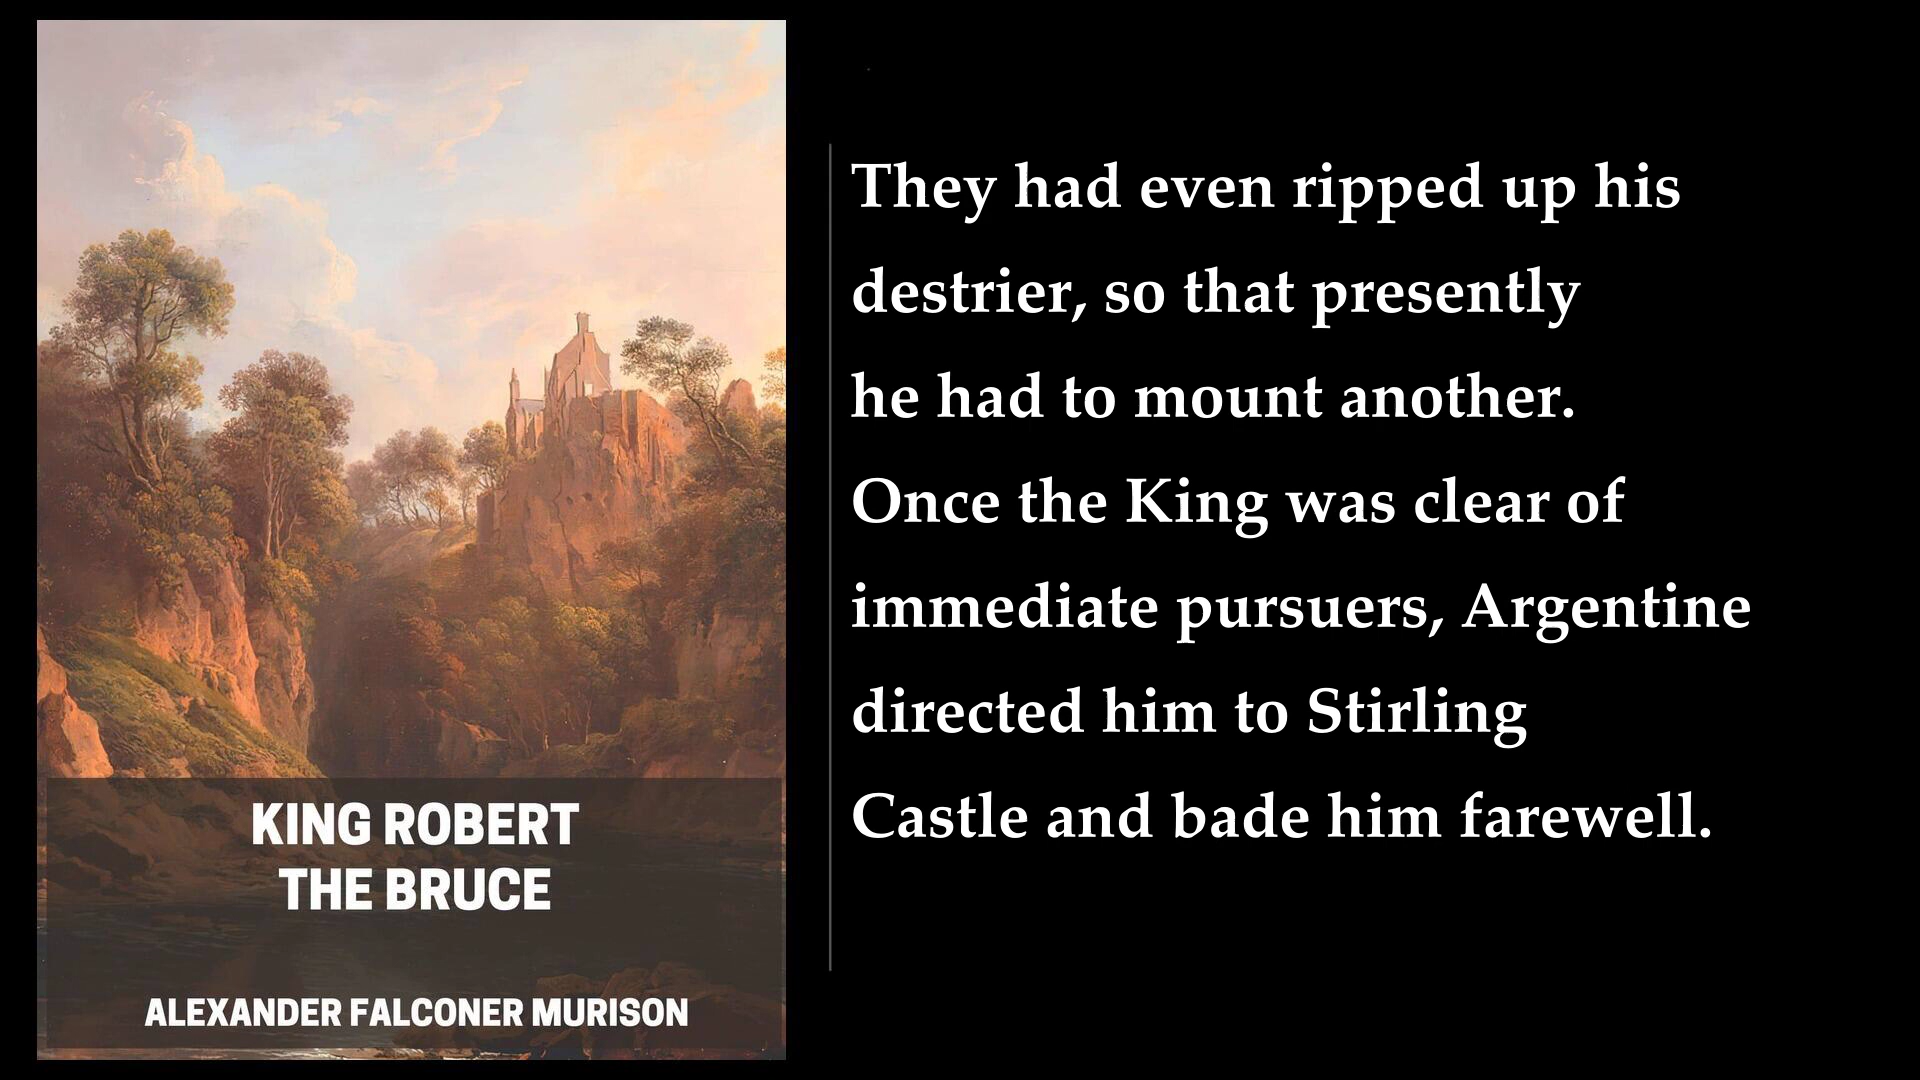 KING ROBERT
THE BRUCE
ALEXANDER FALCONER MURISON
They had even ripped up his
destrier, so that presently
he had to mount another.
Once the King was clear of
immediate pursuers, Argentine
directed him to Stirling
Castle and bade him farewell.